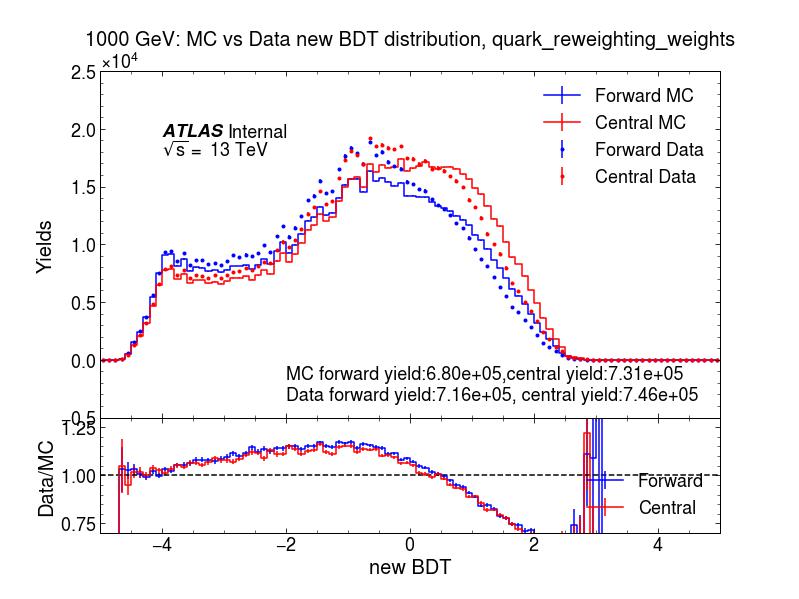 1000 GeV: MC vs Data new BDT distribution, quark_reweighting_weights
×10⁴
2.5
2.0
1.5
1.0
0.5
0.0
0.5
Yields
ATLAS Internal
√s = 13 TeV
Forward MC
Central MC
Forward Data
Central Data
MC forward yield:6.80e+05,central yield:7.31e+05
Data forward yield:7.16e+05, central yield:7.46e+05
1.25
1.00
0.75
Data/MC
Forward
Central
−4 −2 0 2 4
new BDT